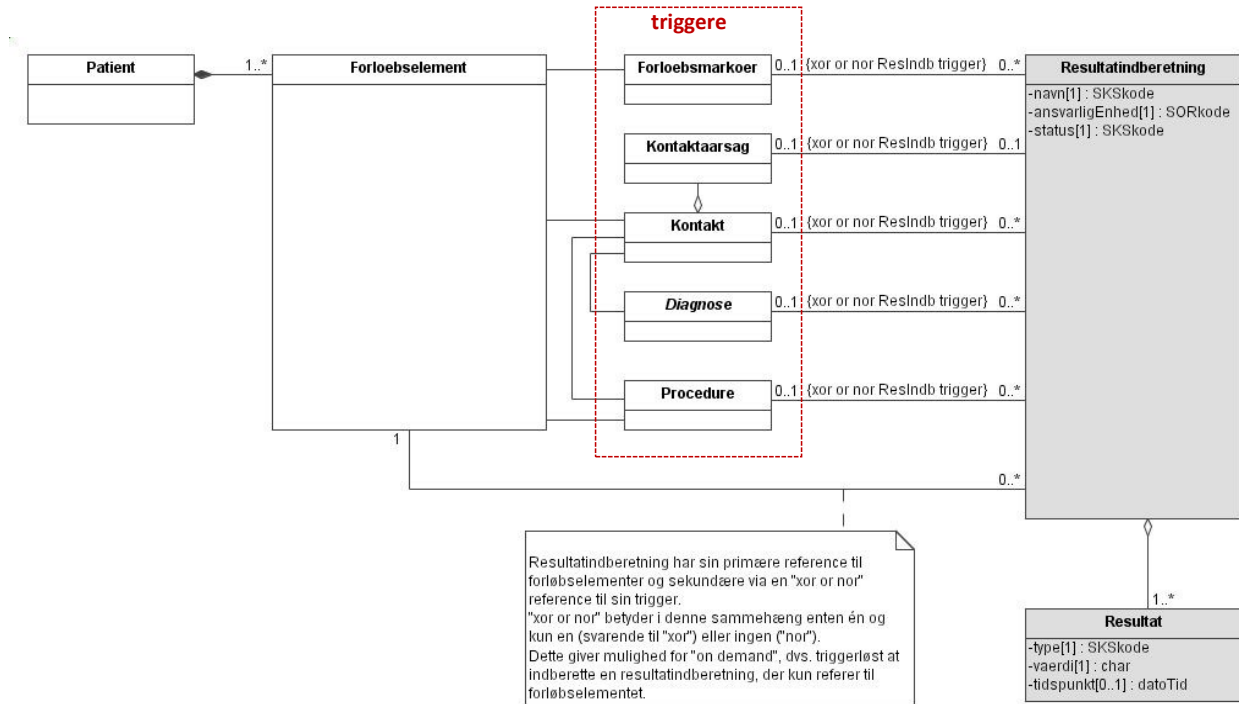 triggere
Patient
1..*
Forloebselement
Forloebsmarkoer
0..1 {xor or nor ResIndb trigger} 0..*
Resultatindberetning
-navn[1] : SKSkode
-ansvarligEnhed[1] : SORkode
-status[1] : SKSkode
Kontaktaarsag
0..1 {xor or nor ResIndb trigger} 0..1
Kontakt
0..1 {xor or nor ResIndb trigger} 0..*
Diagnose
0..1 {xor or nor ResIndb trigger} 0..*
Procedure
0..1 {xor or nor ResIndb trigger} 0..*
1
0..*
Resultatindberetning har sin primære reference til
forløbselementer og sekundære via en "xor or nor"
reference til sin trigger.
"xor or nor" betyder i denne sammehæng enten én og
kun en (svarende til "xor") eller ingen ("nor").
Dette giver mulighed for "on demand", dvs. triggerløst at
indberette en resultatindberetning, der kun referer til
forløbselementet.
1..*
Resultat
-type[1] : SKSkode
-vaerdi[1] : char
-tidspunkt[0..1] : datoTid